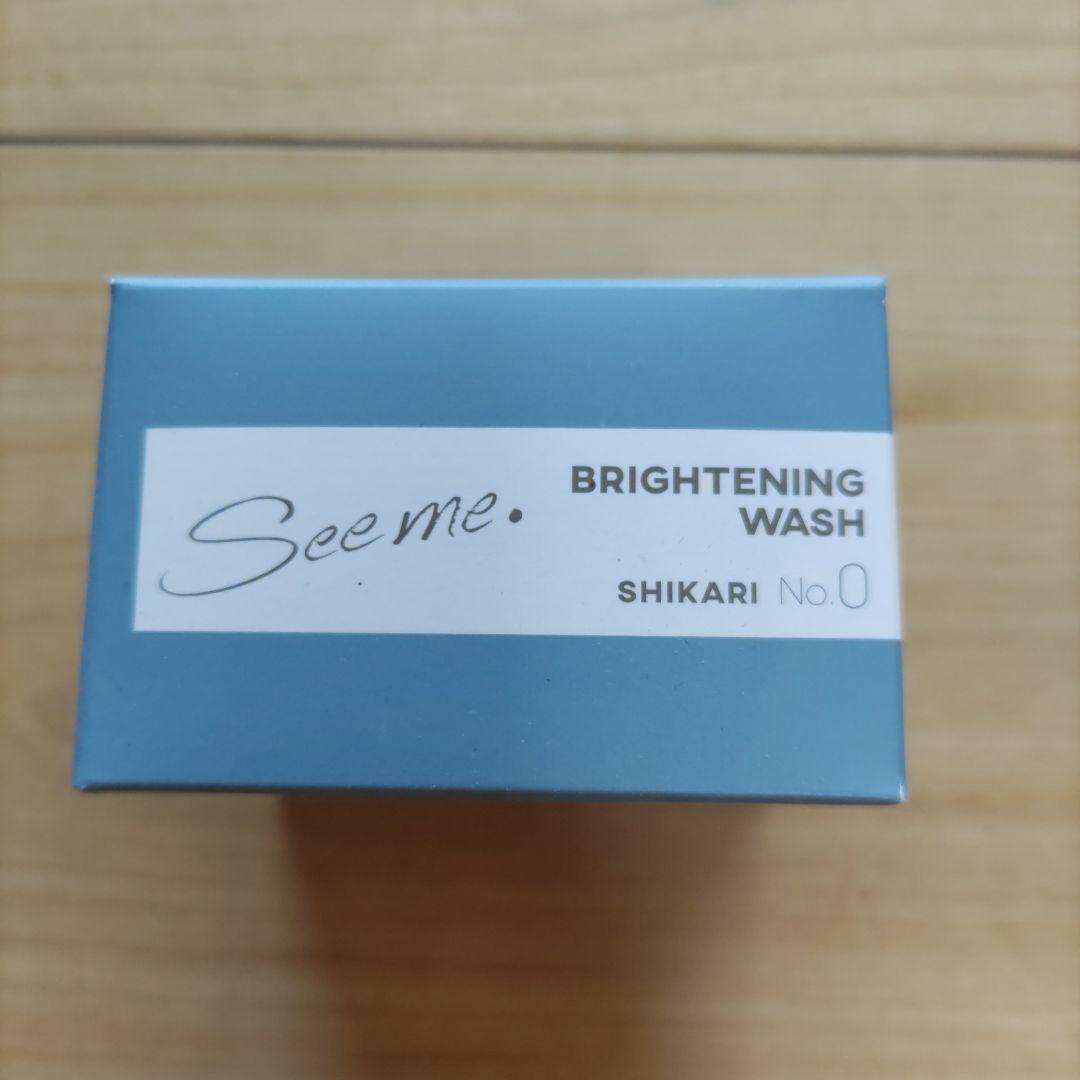 See me.
BRIGHTENING
WASH
SHIKARI No.0